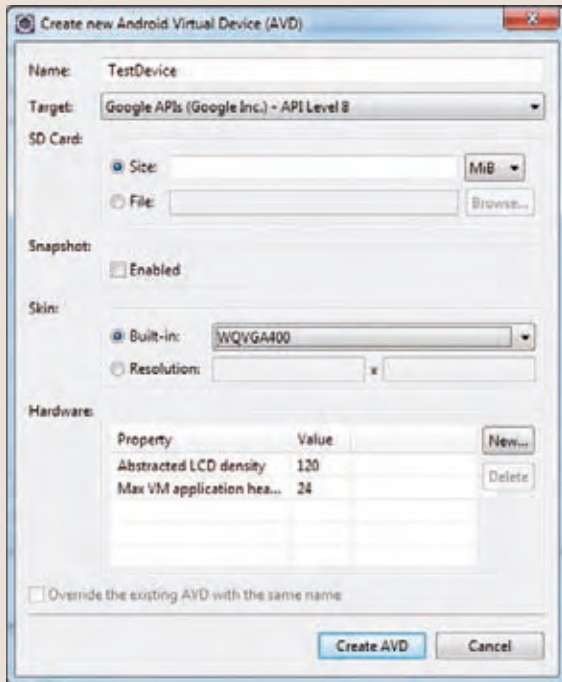 Create new Android Virtual Device (AVD)
Name: TestDevice
Target: Google APIs (Google Inc.) - API Level 8
SD Card:
Size: MiB
File: Browse...
Snapshot:
Enabled
Skin:
Built-in: WQVGA400
Resolution: x
Hardware:
Property Value New...
Abstracted LCD density 120 Delete
Max VM application hea... 24
Override the existing AVD with the same name
Create AVD Cancel